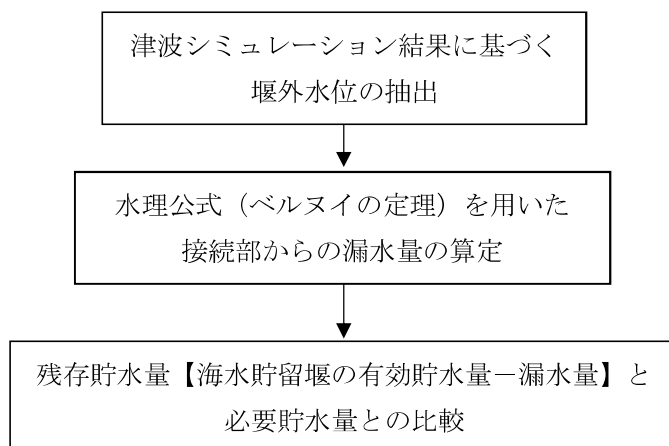 津波シミュレーション結果に基づく
堰外水位の抽出
水理公式（ベルヌイの定理）を用いた
接続部からの漏水量の算定
残存貯水量【海水貯留堰の有効貯水量－漏水量】と
必要貯水量との比較